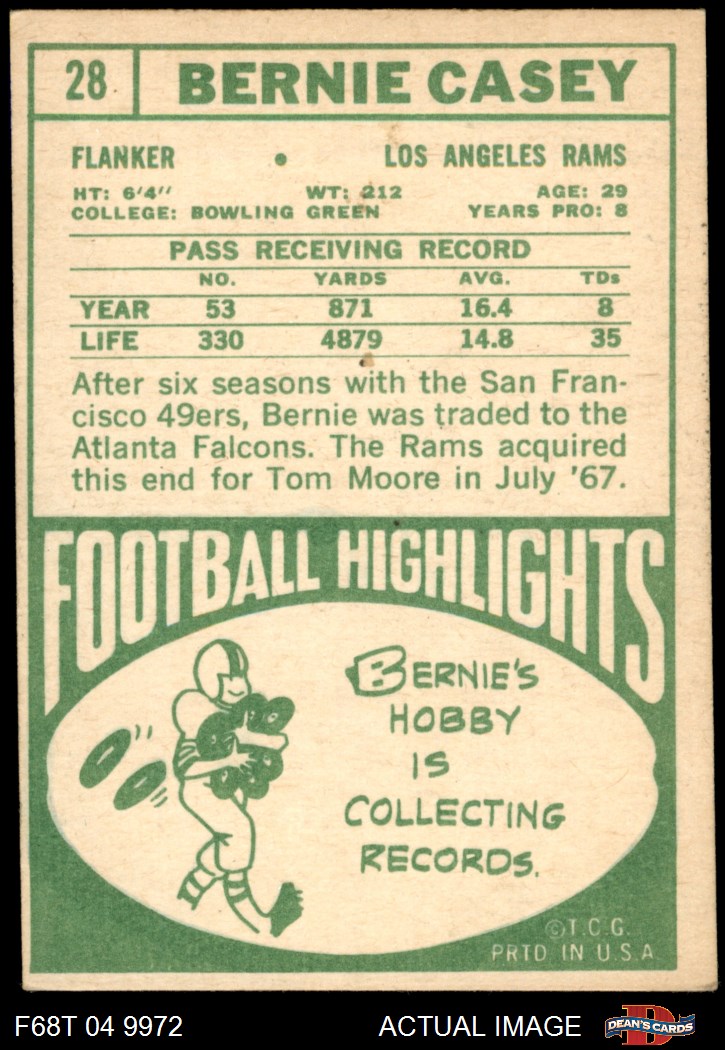 28 BERNIE CASEY
FLANKER • LOS ANGELES RAMS
HT: 6'4" WT: 212 AGE: 29
COLLEGE: BOWLING GREEN YEARS PRO: 8
PASS RECEIVING RECORD
NO. YARDS AVG. TDs
YEAR 53 871 16.4 8
LIFE 330 4879 14.8 35
After six seasons with the San Fran-
cisco 49ers, Bernie was traded to the
Atlanta Falcons. The Rams acquired
this end for Tom Moore in July '67.
FOOTBALL HIGHLIGHTS
BERNIE'S
HOBBY
IS
COLLECTING
RECORDS.
©T.C.G.
PRTD IN U.S.A
F68T 04 9972 ACTUAL IMAGE D DEAN'S CARDS